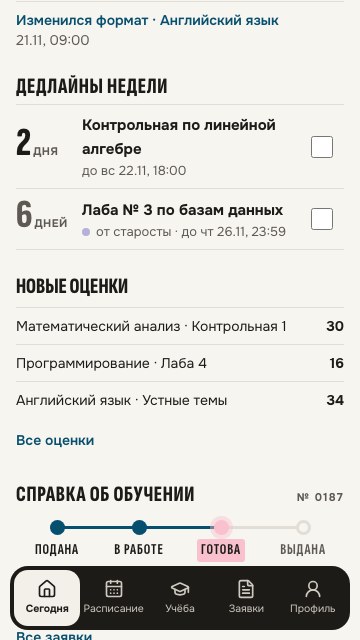 Изменился формат · Английский язык
21.11, 09:00
ДЕДЛАЙНЫ НЕДЕЛИ
2 ДНЯ
Контрольная по линейной
алгебре
до вс 22.11, 18:00
6 ДНЕЙ
Лаба № 3 по базам данных
от старосты · до чт 26.11, 23:59
НОВЫЕ ОЦЕНКИ
Математический анализ · Контрольная 1 30
Программирование · Лаба 4 16
Английский язык · Устные темы 34
Все оценки
СПРАВКА ОБ ОБУЧЕНИИ № 0187
ПОДАНА В РАБОТЕ ГОТОВА ВЫДАНА
Сегодня Расписание Учёба Заявки Профиль
Все заявки